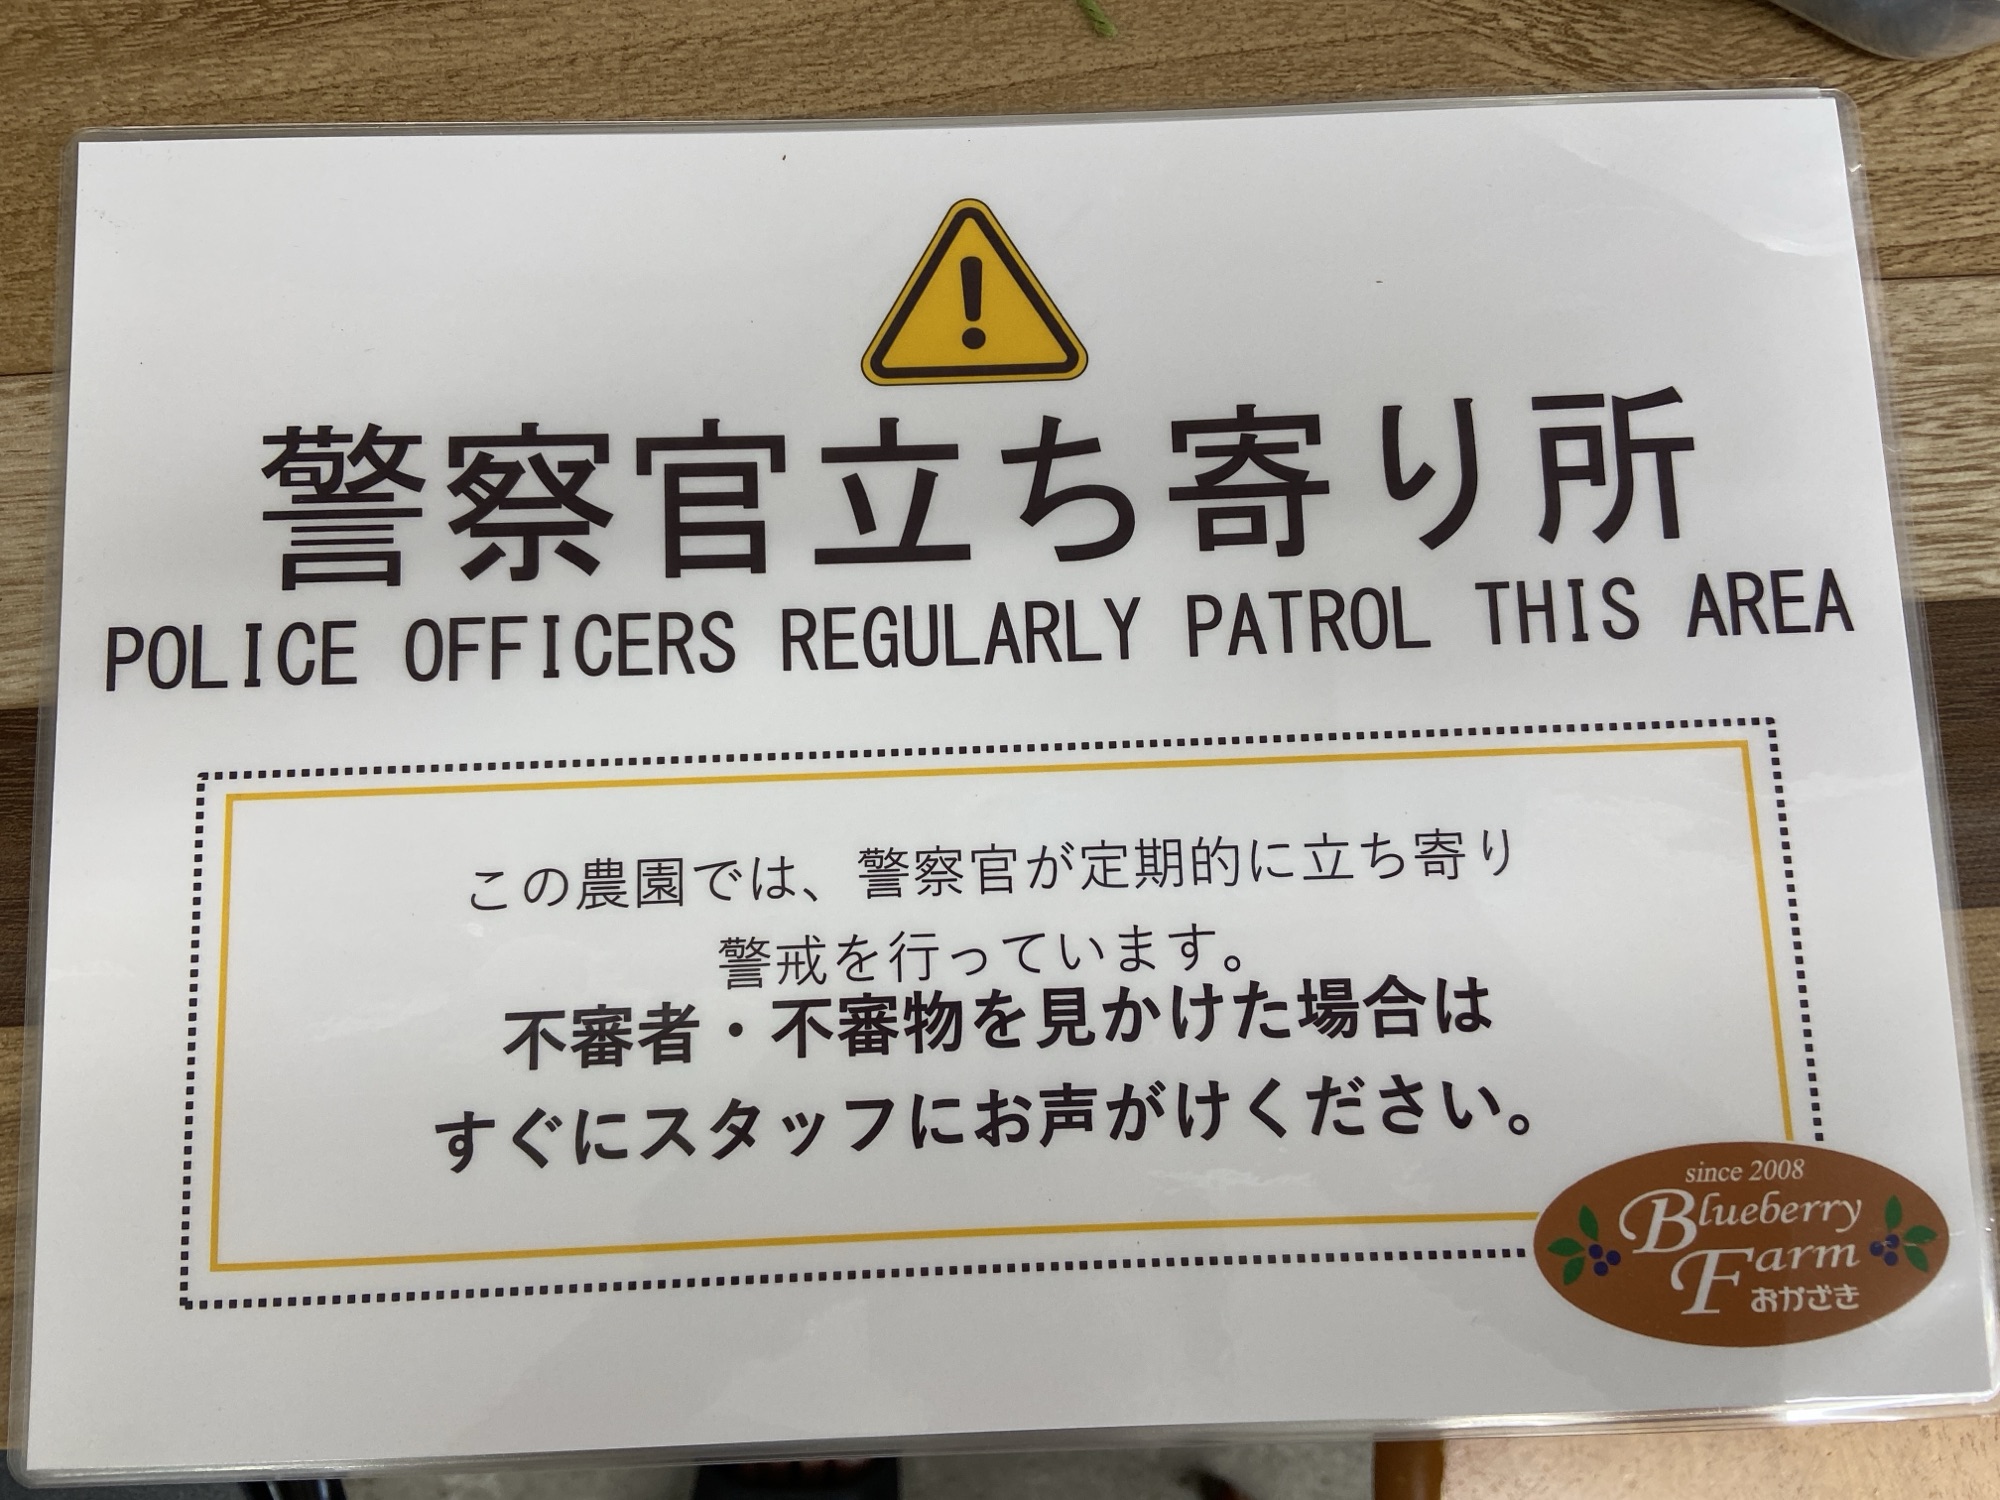 警察官立ち寄り所
POLICE OFFICERS REGULARLY PATROL THIS AREA
この農園では、警察官が定期的に立ち寄り
警戒を行っています。
不審者・不審物を見かけた場合は
すぐにスタッフにお声がけください。
since 2008
Blueberry
Farm
おかざき